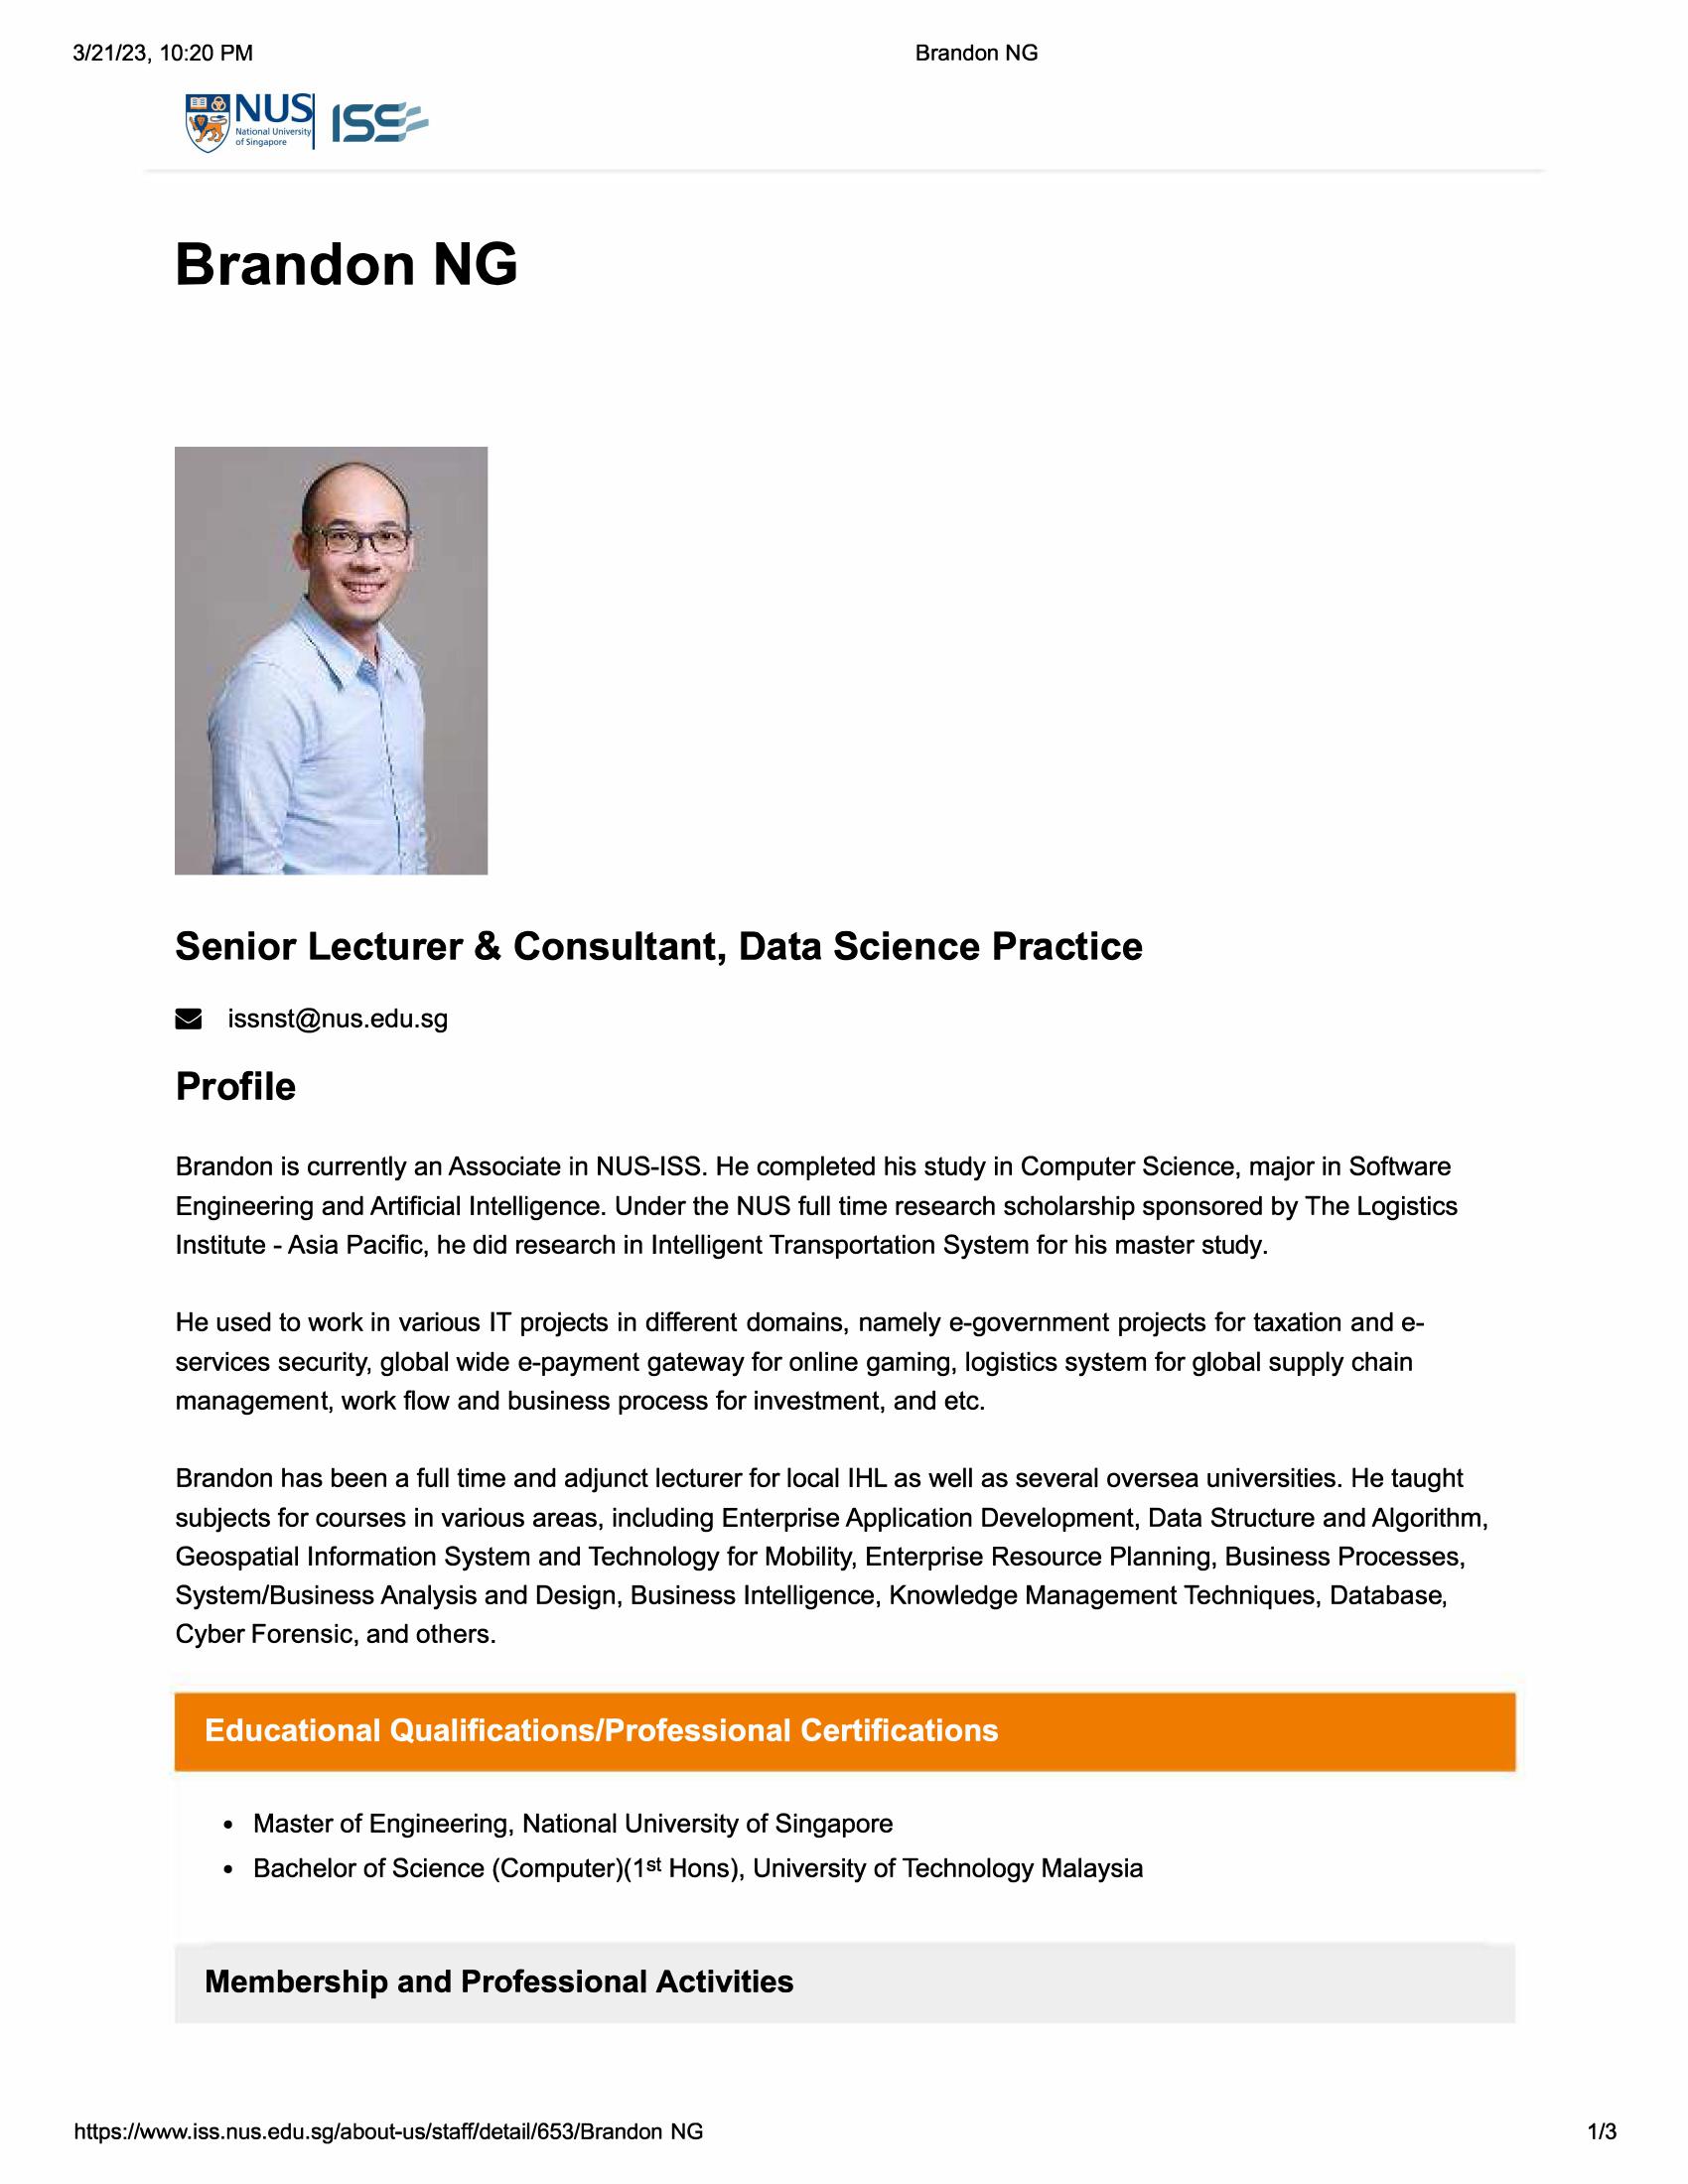 3/21/23, 10:20 PM
Brandon NG
NUS
National University
of Singapore
ISS
Brandon NG
Senior Lecturer & Consultant, Data Science Practice
issnst@nus.edu.sg
Profile
Brandon is currently an Associate in NUS-ISS. He completed his study in Computer Science, major in Software
Engineering and Artificial Intelligence. Under the NUS full time research scholarship sponsored by The Logistics
Institute - Asia Pacific, he did research in Intelligent Transportation System for his master study.
He used to work in various IT projects in different domains, namely e-government projects for taxation and e-
services security, global wide e-payment gateway for online gaming, logistics system for global supply chain
management, work flow and business process for investment, and etc.
Brandon has been a full time and adjunct lecturer for local IHL as well as several oversea universities. He taught
subjects for courses in various areas, including Enterprise Application Development, Data Structure and Algorithm,
Geospatial Information System and Technology for Mobility, Enterprise Resource Planning, Business Processes,
System/Business Analysis and Design, Business Intelligence, Knowledge Management Techniques, Database,
Cyber Forensic, and others.
Educational Qualifications/Professional Certifications
• Master of Engineering, National University of Singapore
• Bachelor of Science (Computer)(1st Hons), University of Technology Malaysia
Membership and Professional Activities
https://www.iss.nus.edu.sg/about-us/staff/detail/653/Brandon NG
1/3